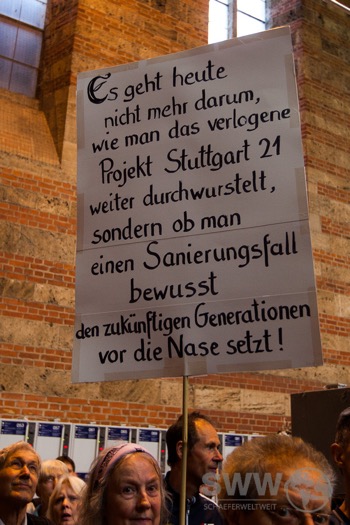 Es geht heute
nicht mehr darum,
wie man das verlogene
Projekt Stuttgart 21
weiter durchwurstelt,
sondern ob man
einen Sanierungsfall
bewusst
den zukünftigen Generationen
vor die Nase setzt!
SWW
SCHAEFERWELTWEIT